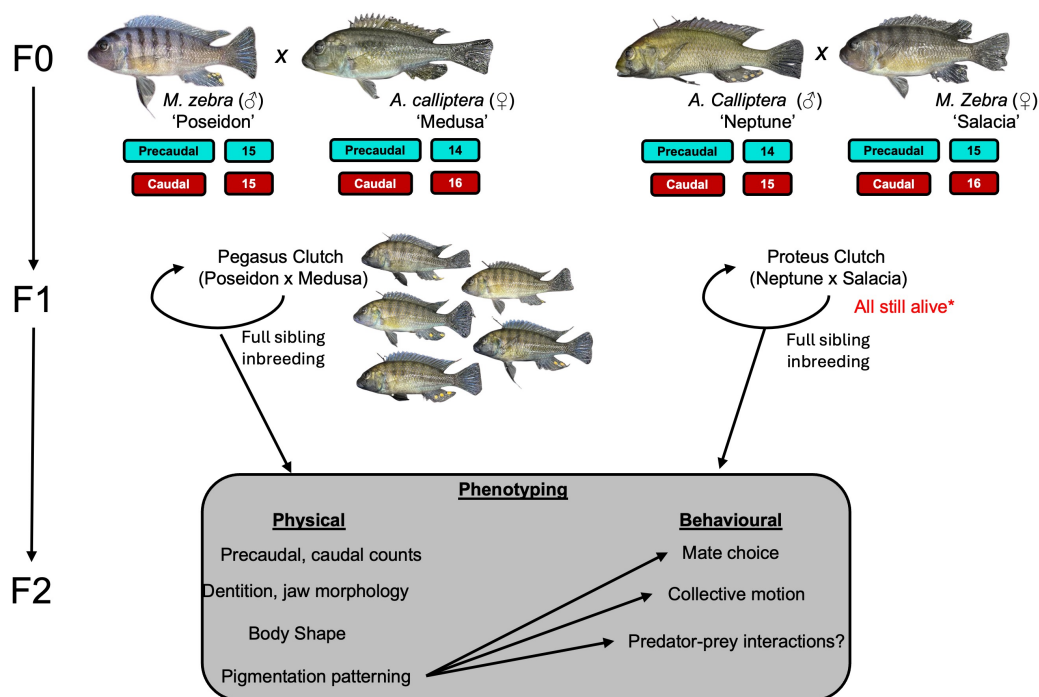 F0
x
M. zebra (♂)
'Poseidon'
A. calliptera (♀)
'Medusa'
Precaudal 15
Caudal 15
Precaudal 14
Caudal 16
x
A. Calliptera (♂)
'Neptune'
M. Zebra (♀)
'Salacia'
Precaudal 14
Caudal 15
Precaudal 15
Caudal 16
F1
Pegasus Clutch
(Poseidon x Medusa)
Full sibling
inbreeding
Proteus Clutch
(Neptune x Salacia)
All still alive*
Full sibling
inbreeding
F2
Phenotyping
Physical
Precaudal, caudal counts
Dentition, jaw morphology
Body Shape
Pigmentation patterning
Behavioural
Mate choice
Collective motion
Predator-prey interactions?